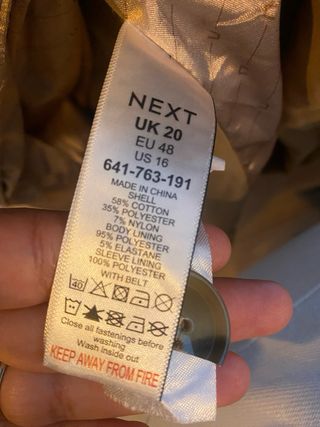 NEXT
UK 20
EU 48
US 16
641-763-191
MADE IN CHINA
SHELL
58% COTTON
35% POLYESTER
7% NYLON
BODY LINING
95% POLYESTER
5% ELASTANE
SLEEVE LINING
100% POLYESTER
WITH BELT
40
Close all fastenings before
washing
Wash inside out
KEEP AWAY FROM FIRE